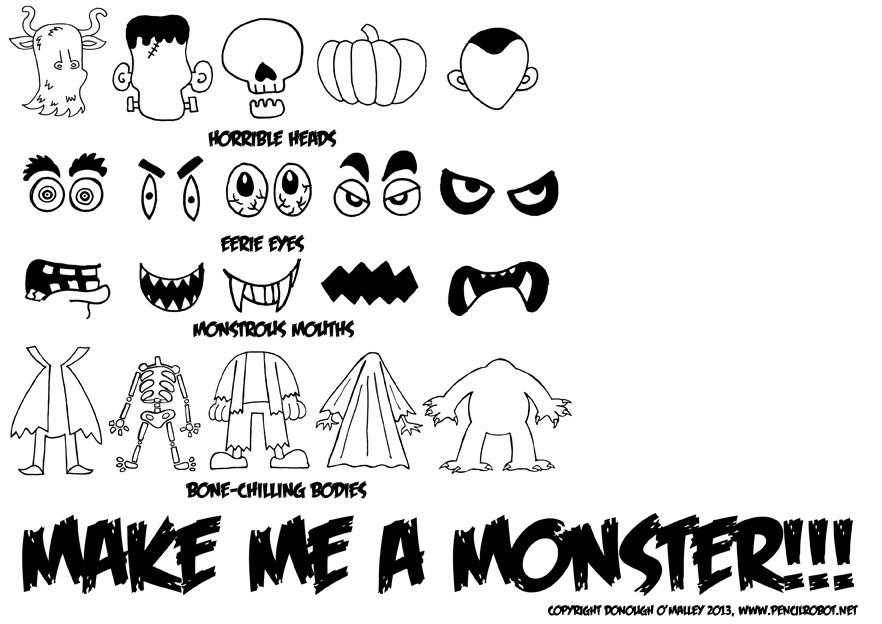 HORRIBLE HEADS
EERIE EYES
MONSTROUS MOUTHS
BONE-CHILLING BODIES
MAKE ME A MONSTER!!!
COPYRIGHT DONOUGH O'MALLEY 2013, WWW.PENCILROBOT.NET